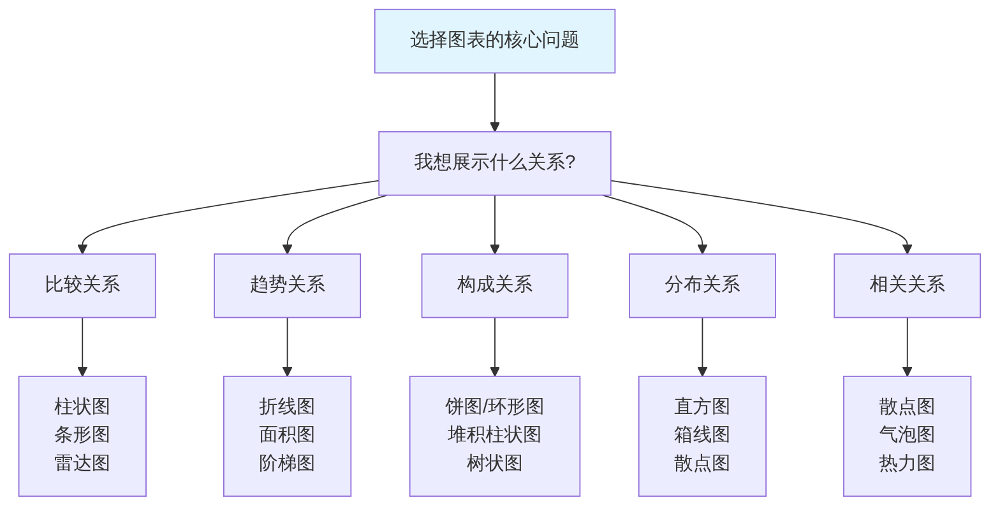 选择图表的核心问题
我想展示什么关系?
比较关系
趋势关系
构成关系
分布关系
相关关系
柱状图
条形图
雷达图
折线图
面积图
阶梯图
饼图/环形图
堆积柱状图
树状图
直方图
箱线图
散点图
散点图
气泡图
热力图